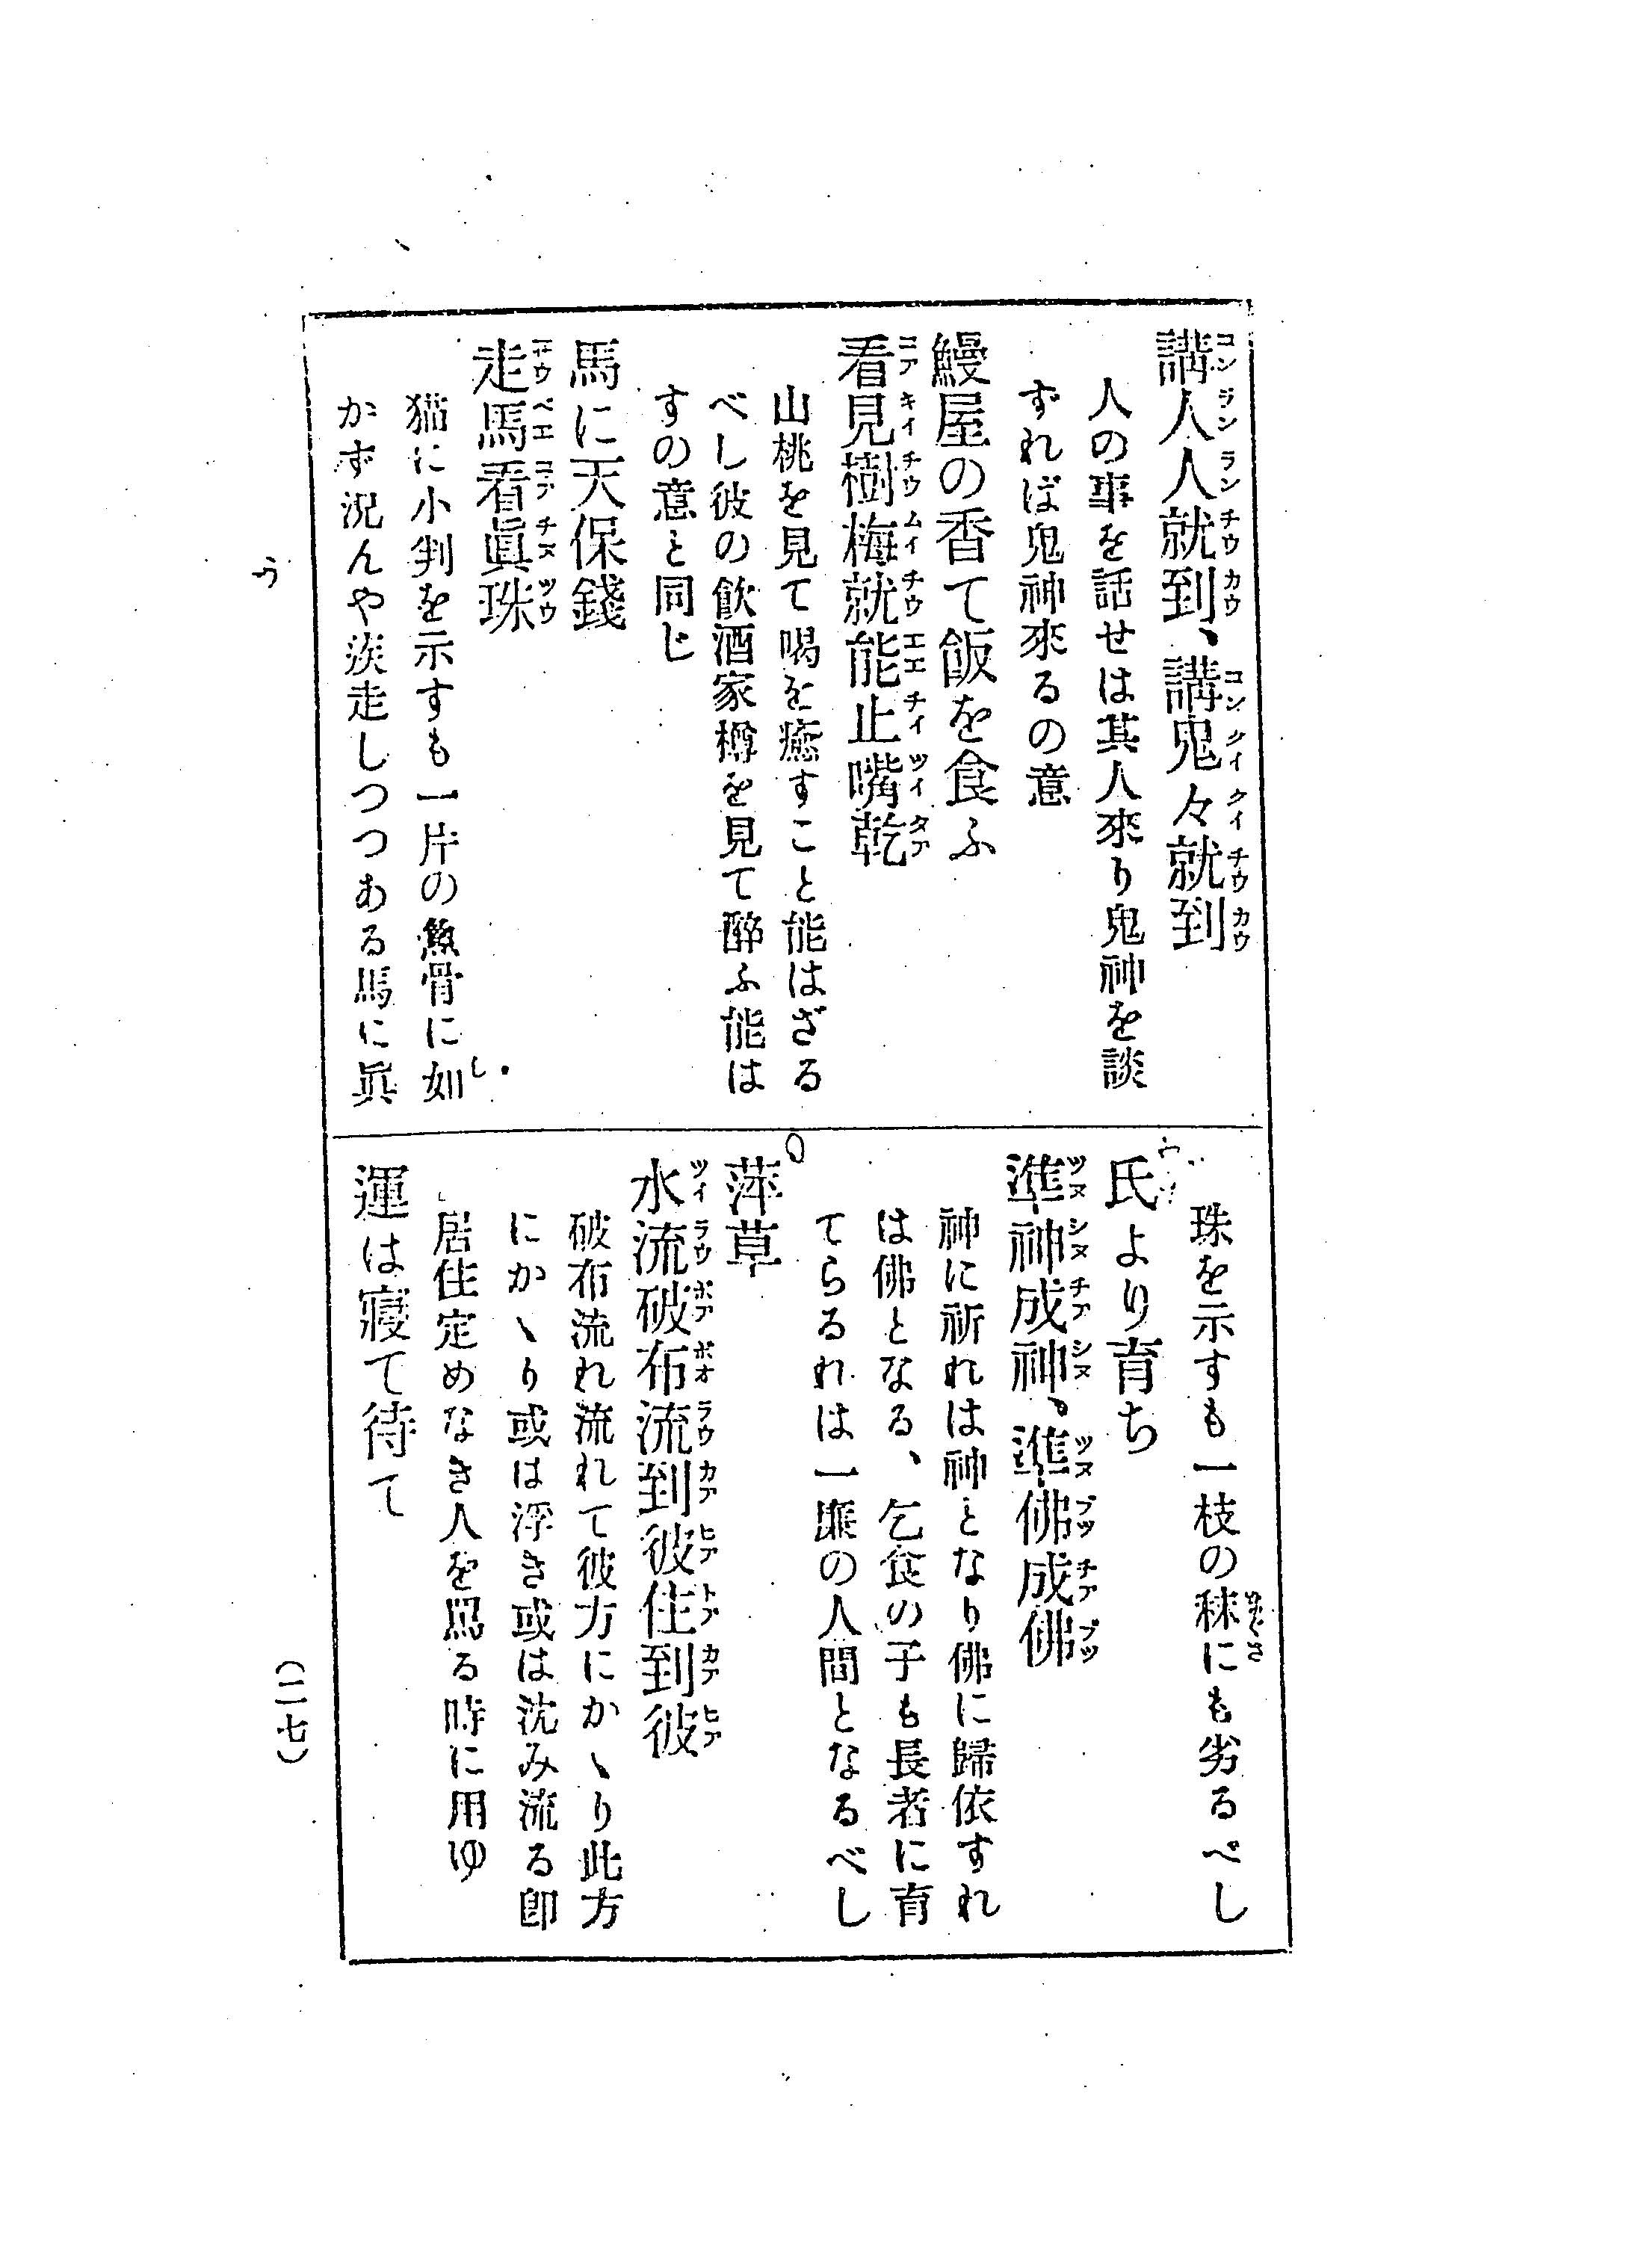 講人人就到、講鬼々就到
人の事を話せは其人來り鬼神を談
ずれば鬼神來るの意
鰻屋の香て飯を食ふ
看見樹梅就能止嘴乾
山桃を見て喝を癒すこと能はざる
べし彼の飮酒家樽を見て醉ふ能は
すの意と同じ
馬に天保錢
走馬看眞珠
猫に小判を示すも一片の魚骨に如
かず況んや淡走しつつある馬に眞
珠を示すも一枝の秣にも劣るべし
氏より育ち
準神成神、準佛成佛
神に祈れは神となり佛に歸依すれ
は佛となる、乞食の子も長者に育
てらるれは一廉の人間となるべし
萍草
水流破布流到彼住到彼
破布流れ流れて彼方にかゝり此方
にかゝり或は浮き或は沈み流る卽
居住定めなき人を罵る時に用ゆ
運は寢て待て
う
(二七)